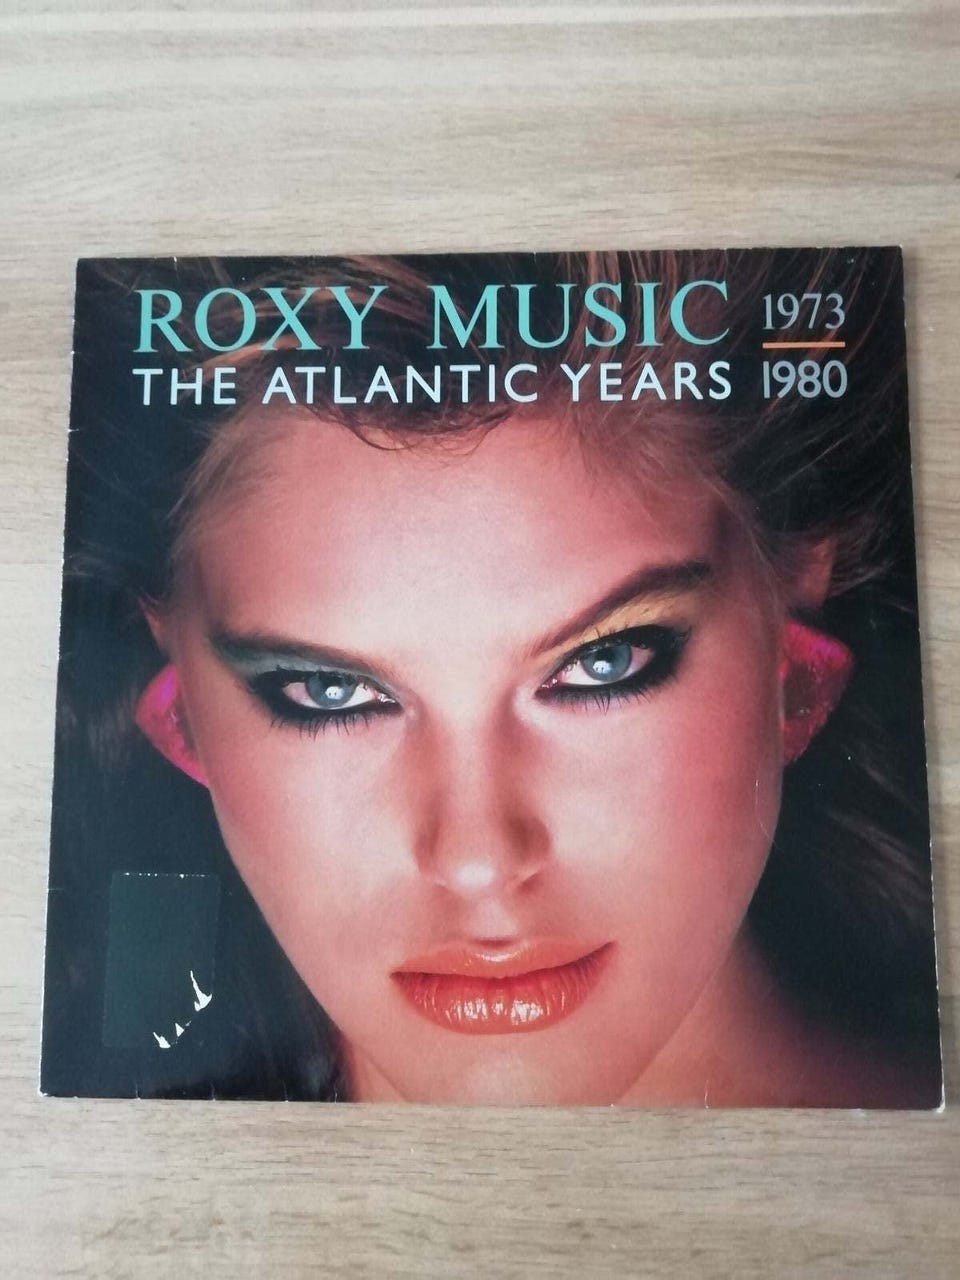 ROXY MUSIC 1973
THE ATLANTIC YEARS 1980